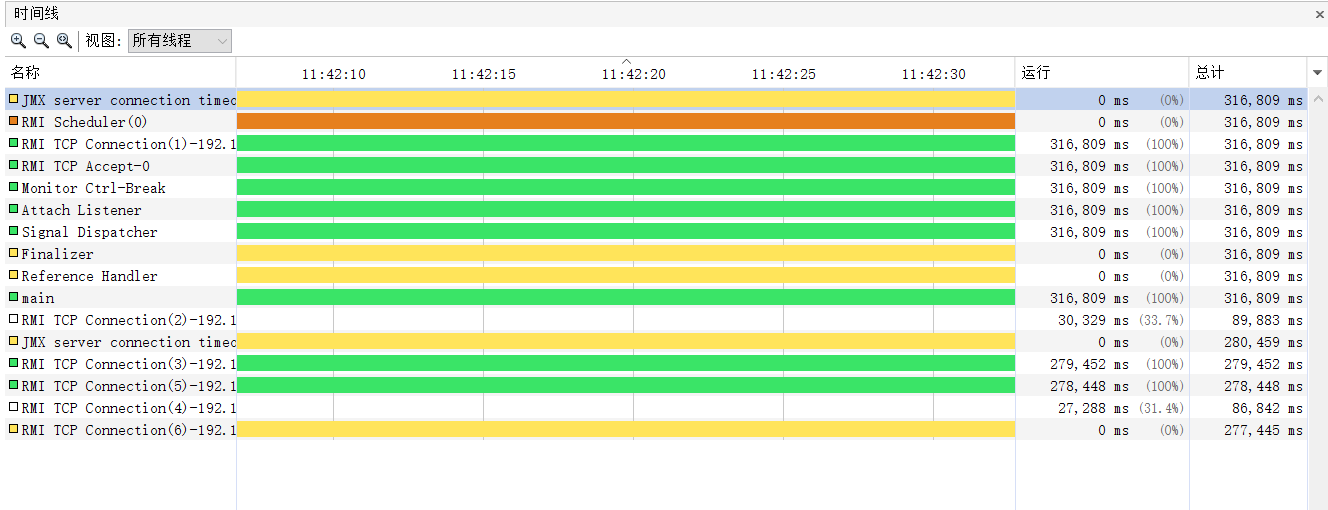 时间线
视图: 所有线程
名称 11:42:10 11:42:15 11:42:20 11:42:25 11:42:30 运行 总计
JMX server connection timeo 0 ms (0%) 316,809 ms
RMI Scheduler(0) 0 ms (0%) 316,809 ms
RMI TCP Connection(1)-192.1 316,809 ms (100%) 316,809 ms
RMI TCP Accept-0 316,809 ms (100%) 316,809 ms
Monitor Ctrl-Break 316,809 ms (100%) 316,809 ms
Attach Listener 316,809 ms (100%) 316,809 ms
Signal Dispatcher 316,809 ms (100%) 316,809 ms
Finalizer 0 ms (0%) 316,809 ms
Reference Handler 0 ms (0%) 316,809 ms
main 316,809 ms (100%) 316,809 ms
RMI TCP Connection(2)-192.1 30,329 ms (33.7%) 89,883 ms
JMX server connection timeo 0 ms (0%) 280,459 ms
RMI TCP Connection(3)-192.1 279,452 ms (100%) 279,452 ms
RMI TCP Connection(5)-192.1 278,448 ms (100%) 278,448 ms
RMI TCP Connection(4)-192.1 27,288 ms (31.4%) 86,842 ms
RMI TCP Connection(6)-192.1 0 ms (0%) 277,445 ms